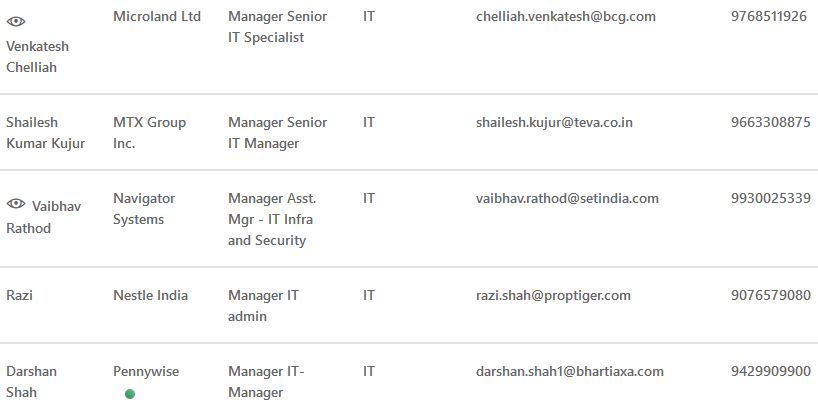 Venkatesh Chelliah Microland Ltd Manager Senior IT Specialist IT chelliah.venkatesh@bcg.com 9768511926
Shailesh Kumar Kujur MTX Group Inc. Manager Senior IT Manager IT shailesh.kujur@teva.co.in 9663308875
Vaibhav Rathod Navigator Systems Manager Asst. Mgr - IT Infra and Security IT vaibhav.rathod@setindia.com 9930025339
Razi Nestle India Manager IT admin IT razi.shah@proptiger.com 9076579080
Darshan Shah Pennywise Manager IT-Manager IT darshan.shah1@bhartiaxa.com 9429909900